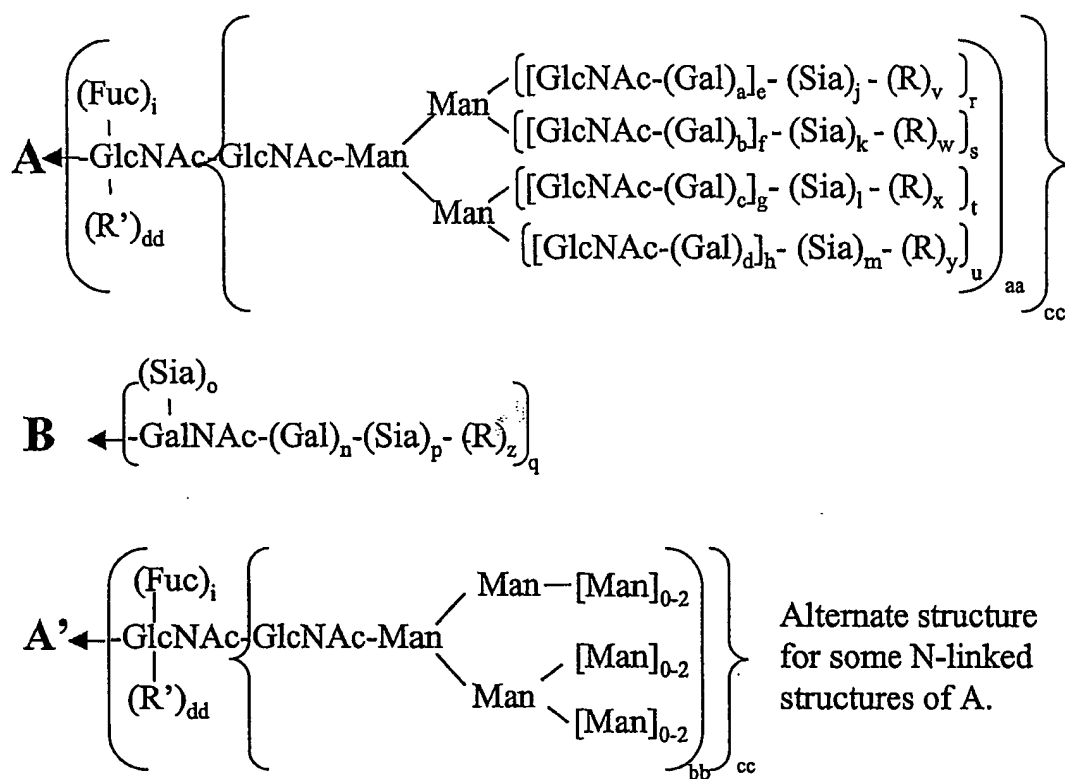 (Fuc)i
Man
[GlcNAc-(Gal)a]e- (Sia)j - (R)v r
[GlcNAc-(Gal)b]f- (Sia)k - (R)w s
A GlcNAc-GlcNAc-Man
[GlcNAc-(Gal)c]g- (Sia)l - (R)x t
Man
(R')dd
[GlcNAc-(Gal)d]h- (Sia)m - (R)y u
aa
cc
(Sia)o
B -GalNAc-(Gal)n-(Sia)p- (R)z q
(Fuc)i
Man—[Man]0-2
A' GlcNAc-GlcNAc-Man
[Man]0-2
Man
(R')dd
[Man]0-2
bb
cc
Alternate structure
for some N-linked
structures of A.